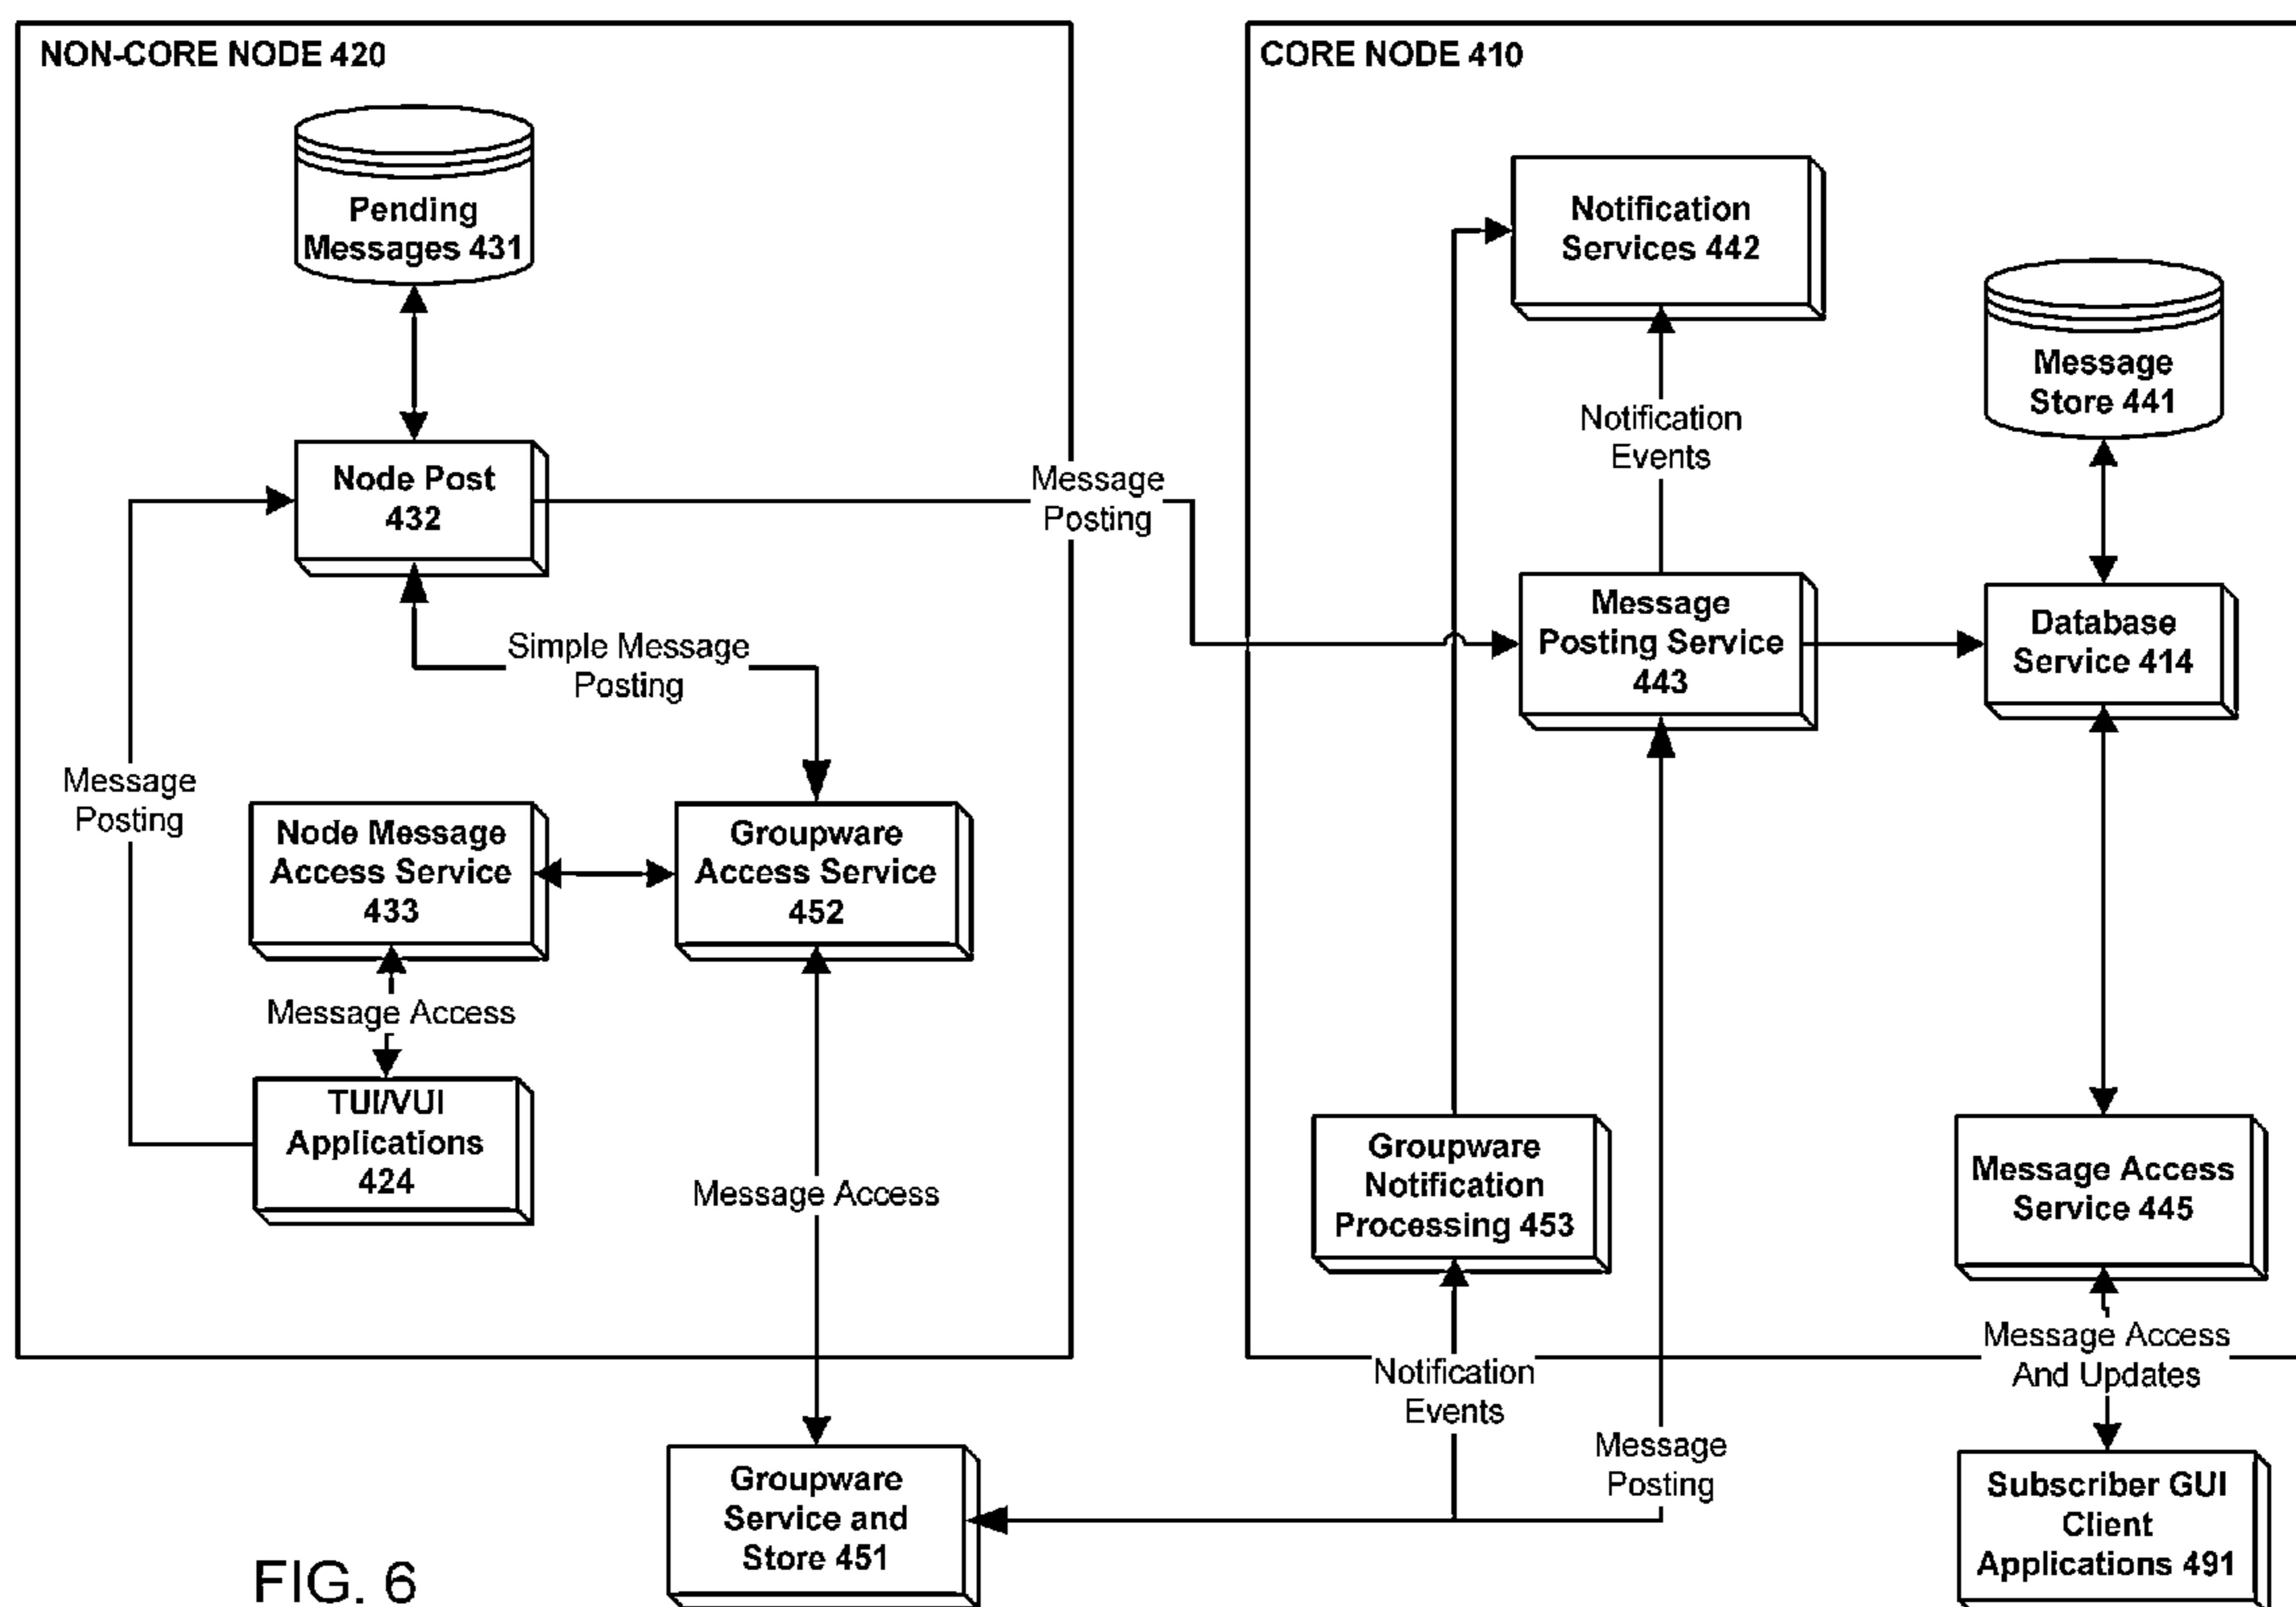 NON-CORE NODE 420
Pending
Messages 431
Node Post
432
Message
Posting
Simple Message
Posting
Message
Posting
Node Message
Access Service
433
Groupware
Access Service
452
Message Access
TUI/VUI
Applications
424
Message Access
CORE NODE 410
Notification
Services 442
Message
Store 441
Notification
Events
Message
Posting Service
443
Database
Service 414
Groupware
Notification
Processing 453
Message Access
Service 445
Message Access
And Updates
Notification
Events
Message
Posting
Groupware
Service and
Store 451
Subscriber GUI
Client
Applications 491
FIG. 6